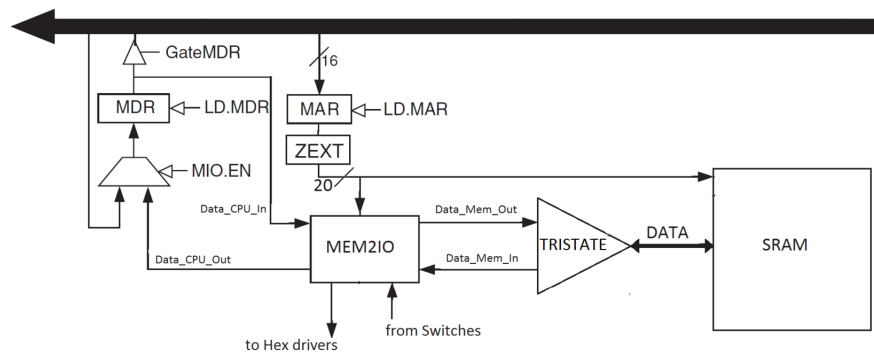 GateMDR
16
MDR
LD.MDR
MAR
LD.MAR
ZEXT
MIO.EN
20
Data_CPU_In
Data_Mem_Out
MEM2IO
TRISTATE
DATA
SRAM
Data_CPU_Out
Data_Mem_In
to Hex drivers
from Switches